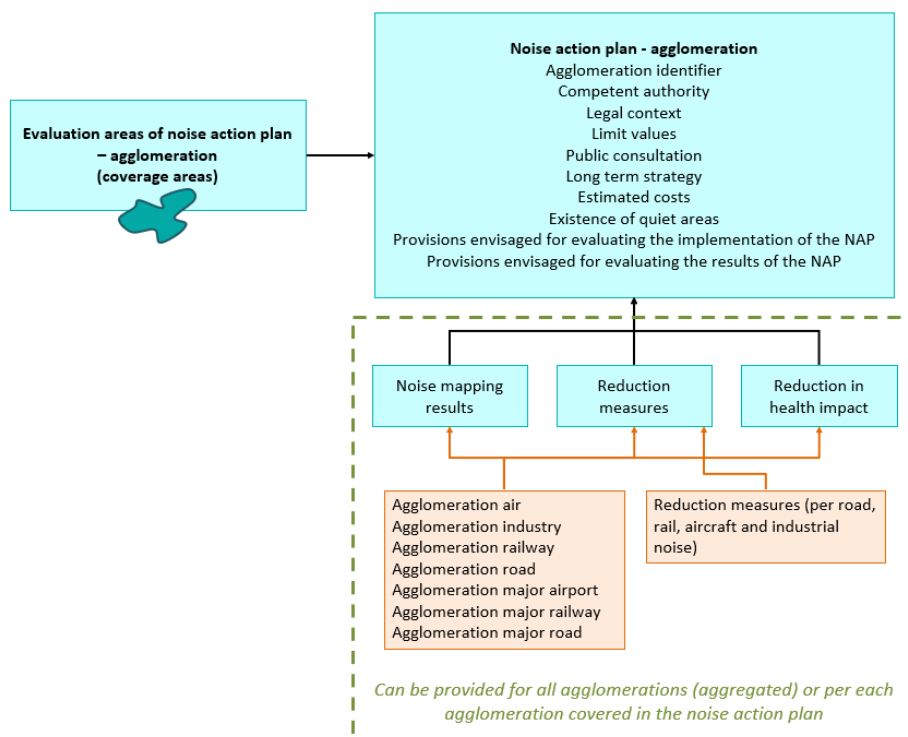 Noise action plan - agglomeration
Agglomeration identifier
Competent authority
Legal context
Limit values
Public consultation
Long term strategy
Estimated costs
Existence of quiet areas
Provisions envisaged for evaluating the implementation of the NAP
Provisions envisaged for evaluating the results of the NAP
Evaluation areas of noise action plan
– agglomeration
(coverage areas)
Noise mapping
results
Reduction
measures
Reduction in
health impact
Agglomeration air
Agglomeration industry
Agglomeration railway
Agglomeration road
Agglomeration major airport
Agglomeration major railway
Agglomeration major road
Reduction measures (per road,
rail, aircraft and industrial
noise)
Can be provided for all agglomerations (aggregated) or per each
agglomeration covered in the noise action plan